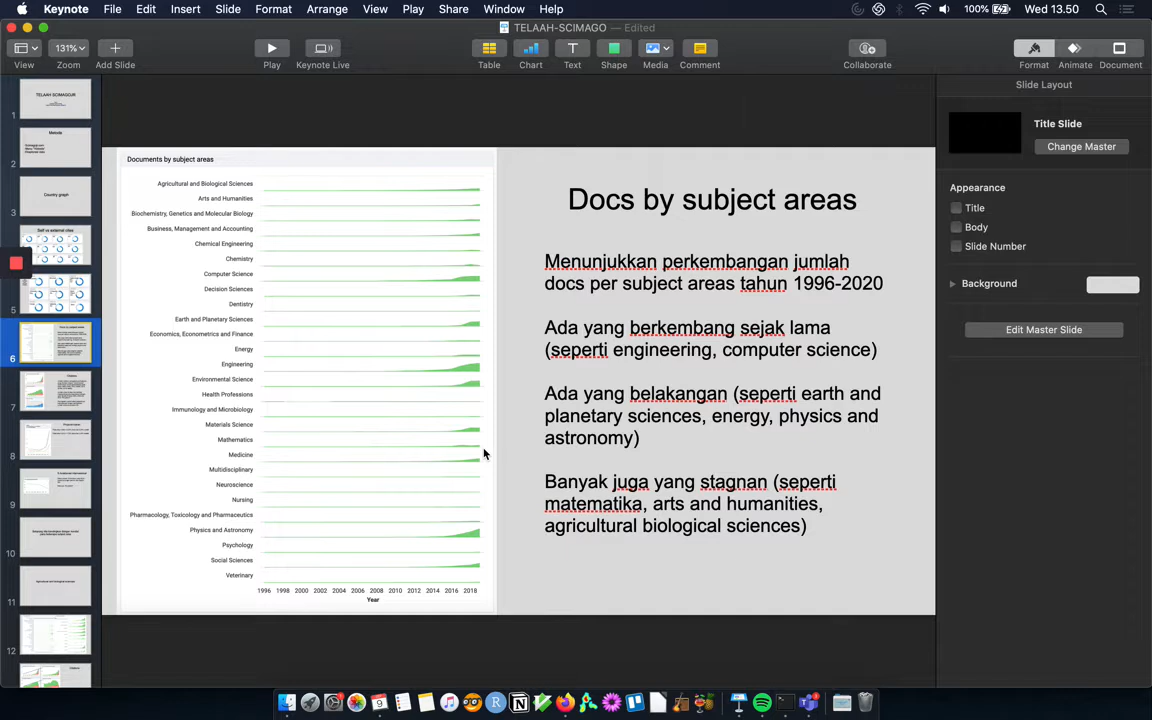 Keynote File Edit Insert Slide Format Arrange View Play Share Window Help 100% Wed 13.50
TELAAH-SCIMAGO — Edited
131%
View Zoom Add Slide Play Keynote Live Table Chart Text Shape Media Comment Collaborate Format Animate Document
Slide Layout
Title Slide
Change Master
Appearance
Title
Body
Slide Number
Background
Edit Master Slide
1
TELAAH SCIMAGOJR
2
Metode
3
Country graph
Self vs external cites
5
6
7
8
9
10
11
12
Documents by subject areas
Agricultural and Biological Sciences
Arts and Humanities
Biochemistry, Genetics and Molecular Biology
Business, Management and Accounting
Chemical Engineering
Chemistry
Computer Science
Decision Sciences
Dentistry
Earth and Planetary Sciences
Economics, Econometrics and Finance
Energy
Engineering
Environmental Science
Health Professions
Immunology and Microbiology
Materials Science
Mathematics
Medicine
Multidisciplinary
Neuroscience
Nursing
Pharmacology, Toxicology and Pharmaceutics
Physics and Astronomy
Psychology
Social Sciences
Veterinary
1996 1998 2000 2002 2004 2006 2008 2010 2012 2014 2016 2018
Year
Docs by subject areas
Menunjukkan perkembangan jumlah
docs per subject areas tahun 1996-2020
Ada yang berkembang sejak lama
(seperti engineering, computer science)
Ada yang belakangan (seperti earth and
planetary sciences, energy, physics and
astronomy)
Banyak juga yang stagnan (seperti
matematika, arts and humanities,
agricultural biological sciences)